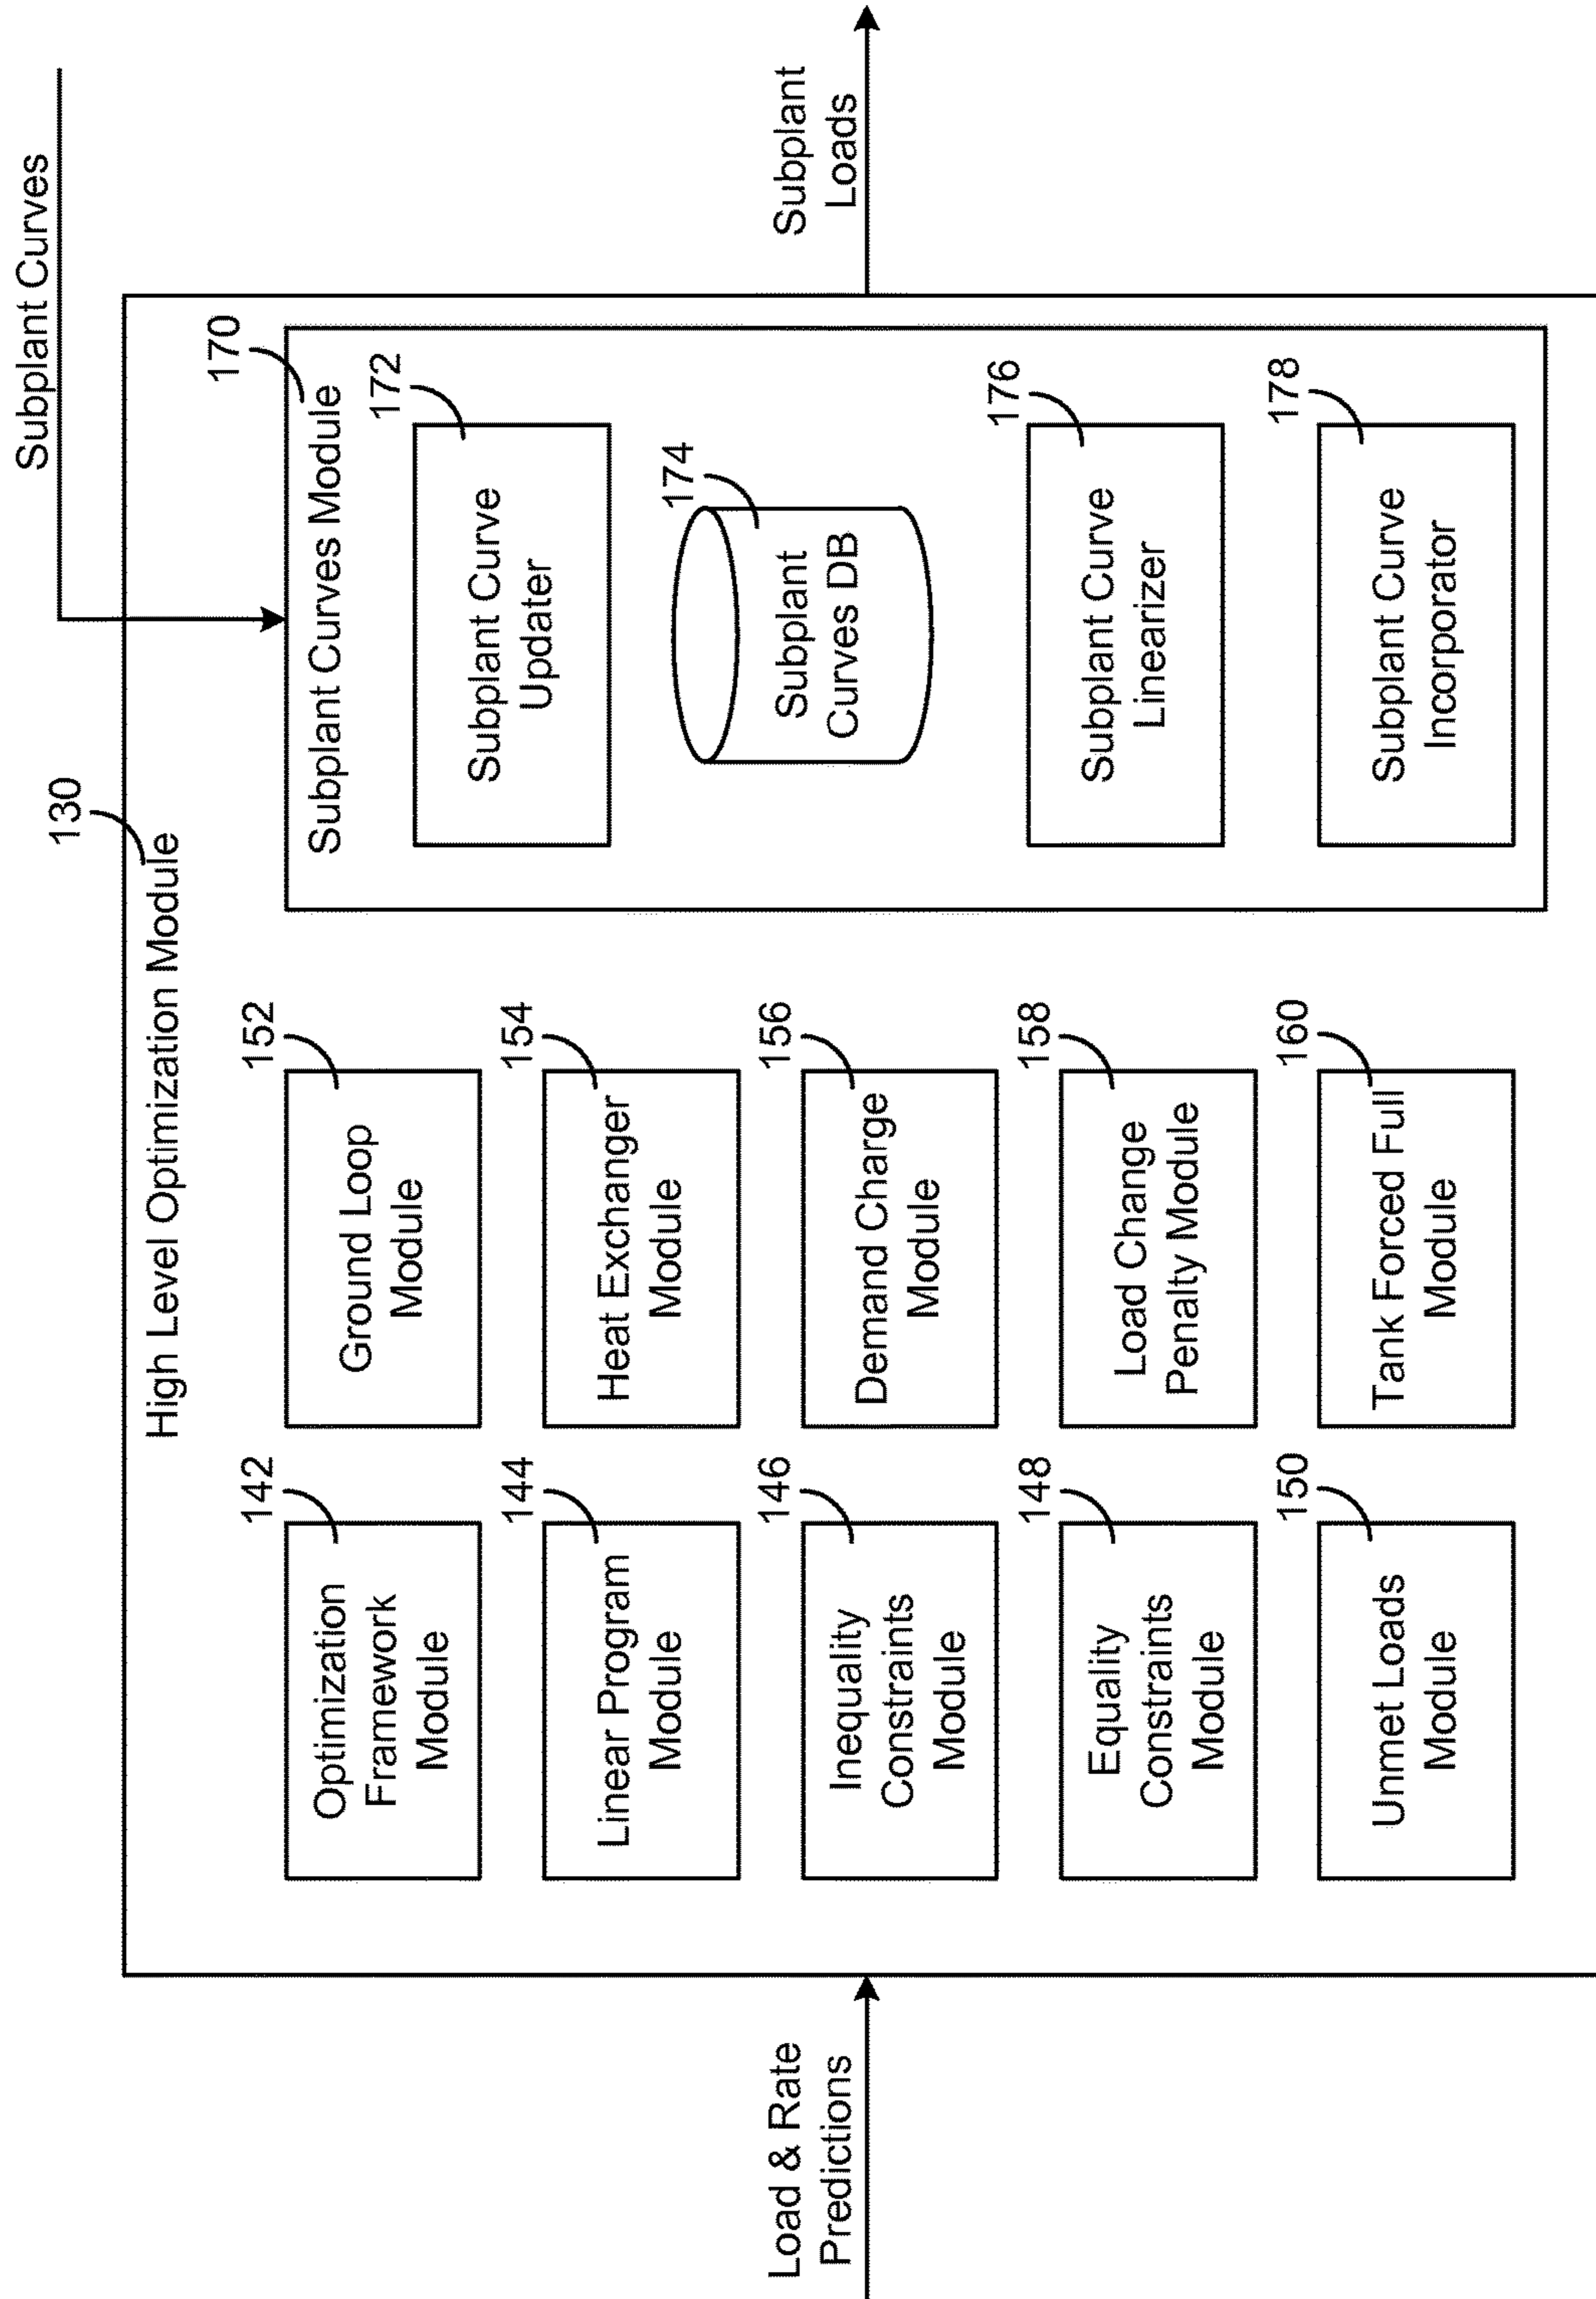 Subplant Curves
130
High Level Optimization Module
Load & Rate
Predictions
142
Optimization
Framework
Module
144
Linear Program
Module
146
Inequality
Constraints
Module
148
Equality
Constraints
Module
150
Unmet Loads
Module
152
Ground Loop
Module
154
Heat Exchanger
Module
156
Demand Charge
Module
158
Load Change
Penalty Module
160
Tank Forced Full
Module
170
Subplant Curves Module
172
Subplant Curve
Updater
174
Subplant
Curves DB
176
Subplant Curve
Linearizer
178
Subplant Curve
Incorporator
Subplant
Loads